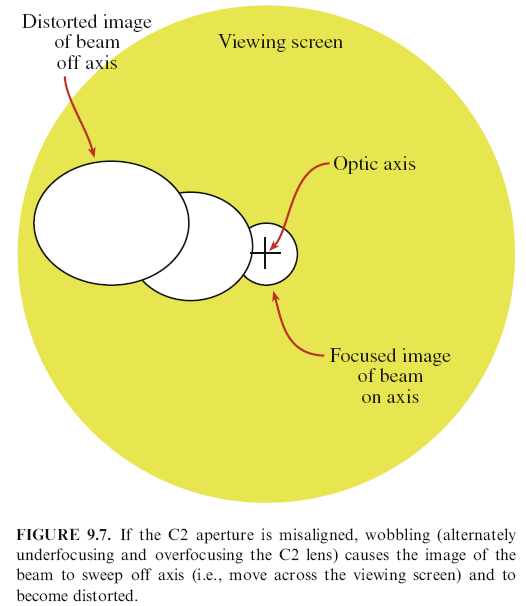 Distorted image
of beam
off axis
Viewing screen
Optic axis
Focused image
of beam
on axis
FIGURE 9.7. If the C2 aperture is misaligned, wobbling (alternately
underfocusing and overfocusing the C2 lens) causes the image of the
beam to sweep off axis (i.e., move across the viewing screen) and to
become distorted.